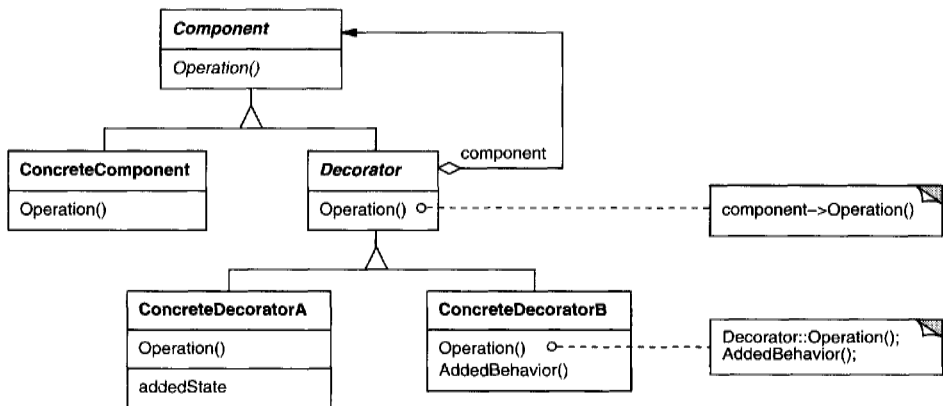 Component
Operation()
component
ConcreteComponent
Operation()
Decorator
Operation()
component->Operation()
ConcreteDecoratorA
Operation()
addedState
ConcreteDecoratorB
Operation()
AddedBehavior()
Decorator::Operation();
AddedBehavior();